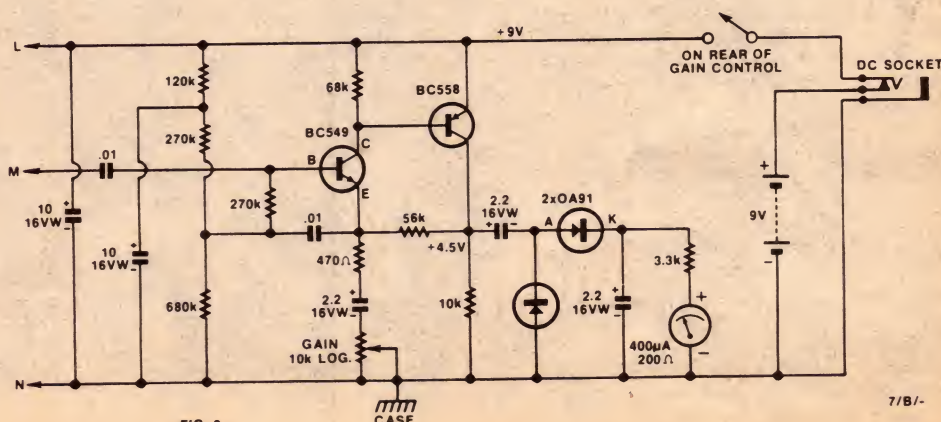 L
+9V
ON REAR OF
GAIN CONTROL
DC SOCKET
V
120k
68k
BC558
BC549
C
270k
B
E
M
.01
270k
10
16VW
+
-
10
16VW
+
-
.01
56k
+4.5V
2.2
16VW
+
-
2xOA91
A
K
470Ω
2.2
16VW
+
-
680k
GAIN
10k LOG.
10k
2.2
16VW
+
-
3.3k
+
400µA
200Ω
-
+
9V
-
N
CASE
7/B/-